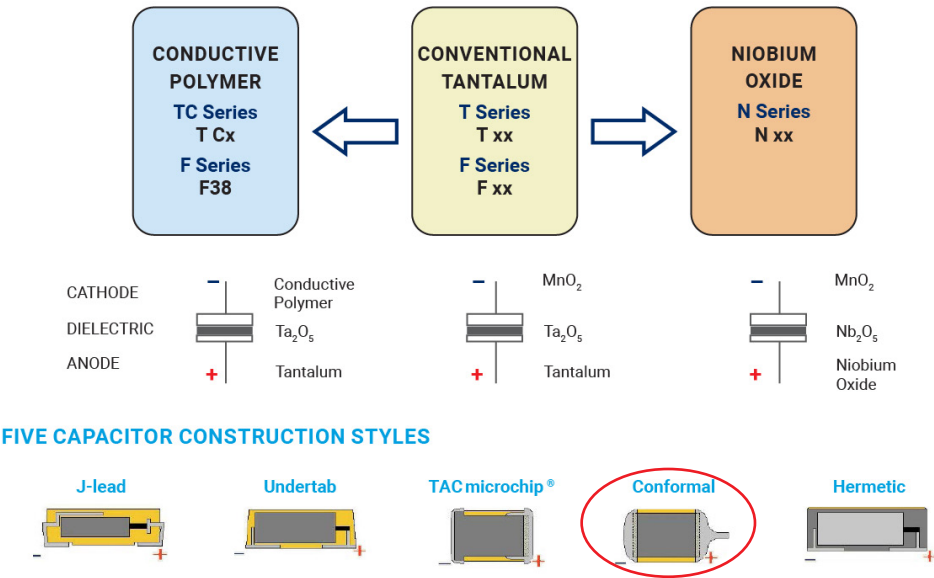 CONDUCTIVE
POLYMER
TC Series
T Cx
F Series
F38
CONVENTIONAL
TANTALUM
T Series
T xx
F Series
F xx
NIOBIUM
OXIDE
N Series
N xx
CATHODE
DIELECTRIC
ANODE
–
Conductive
Polymer
Ta₂O₅
+
Tantalum
–
MnO₂
Ta₂O₅
+
Tantalum
–
MnO₂
Nb₂O₅
+
Niobium
Oxide
FIVE CAPACITOR CONSTRUCTION STYLES
J-lead
Undertab
TAC microchip ®
Conformal
Hermetic
– +
– +
– +
– +
– +